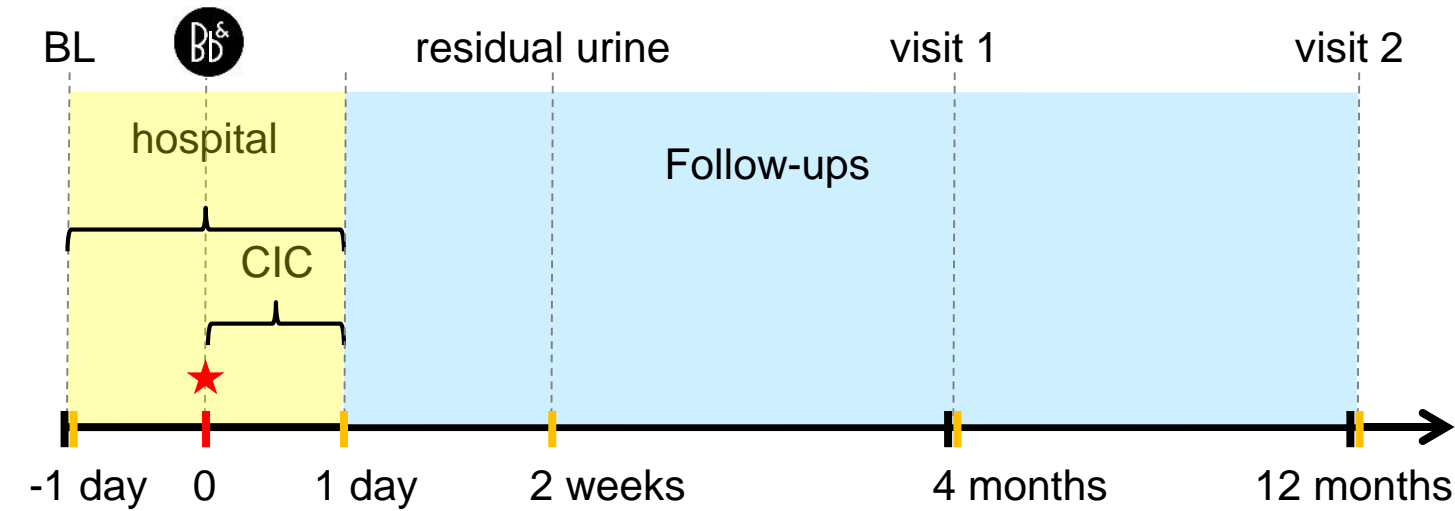 BL B&b residual urine visit 1 visit 2
hospital
Follow-ups
CIC
-1 day 0 1 day 2 weeks 4 months 12 months